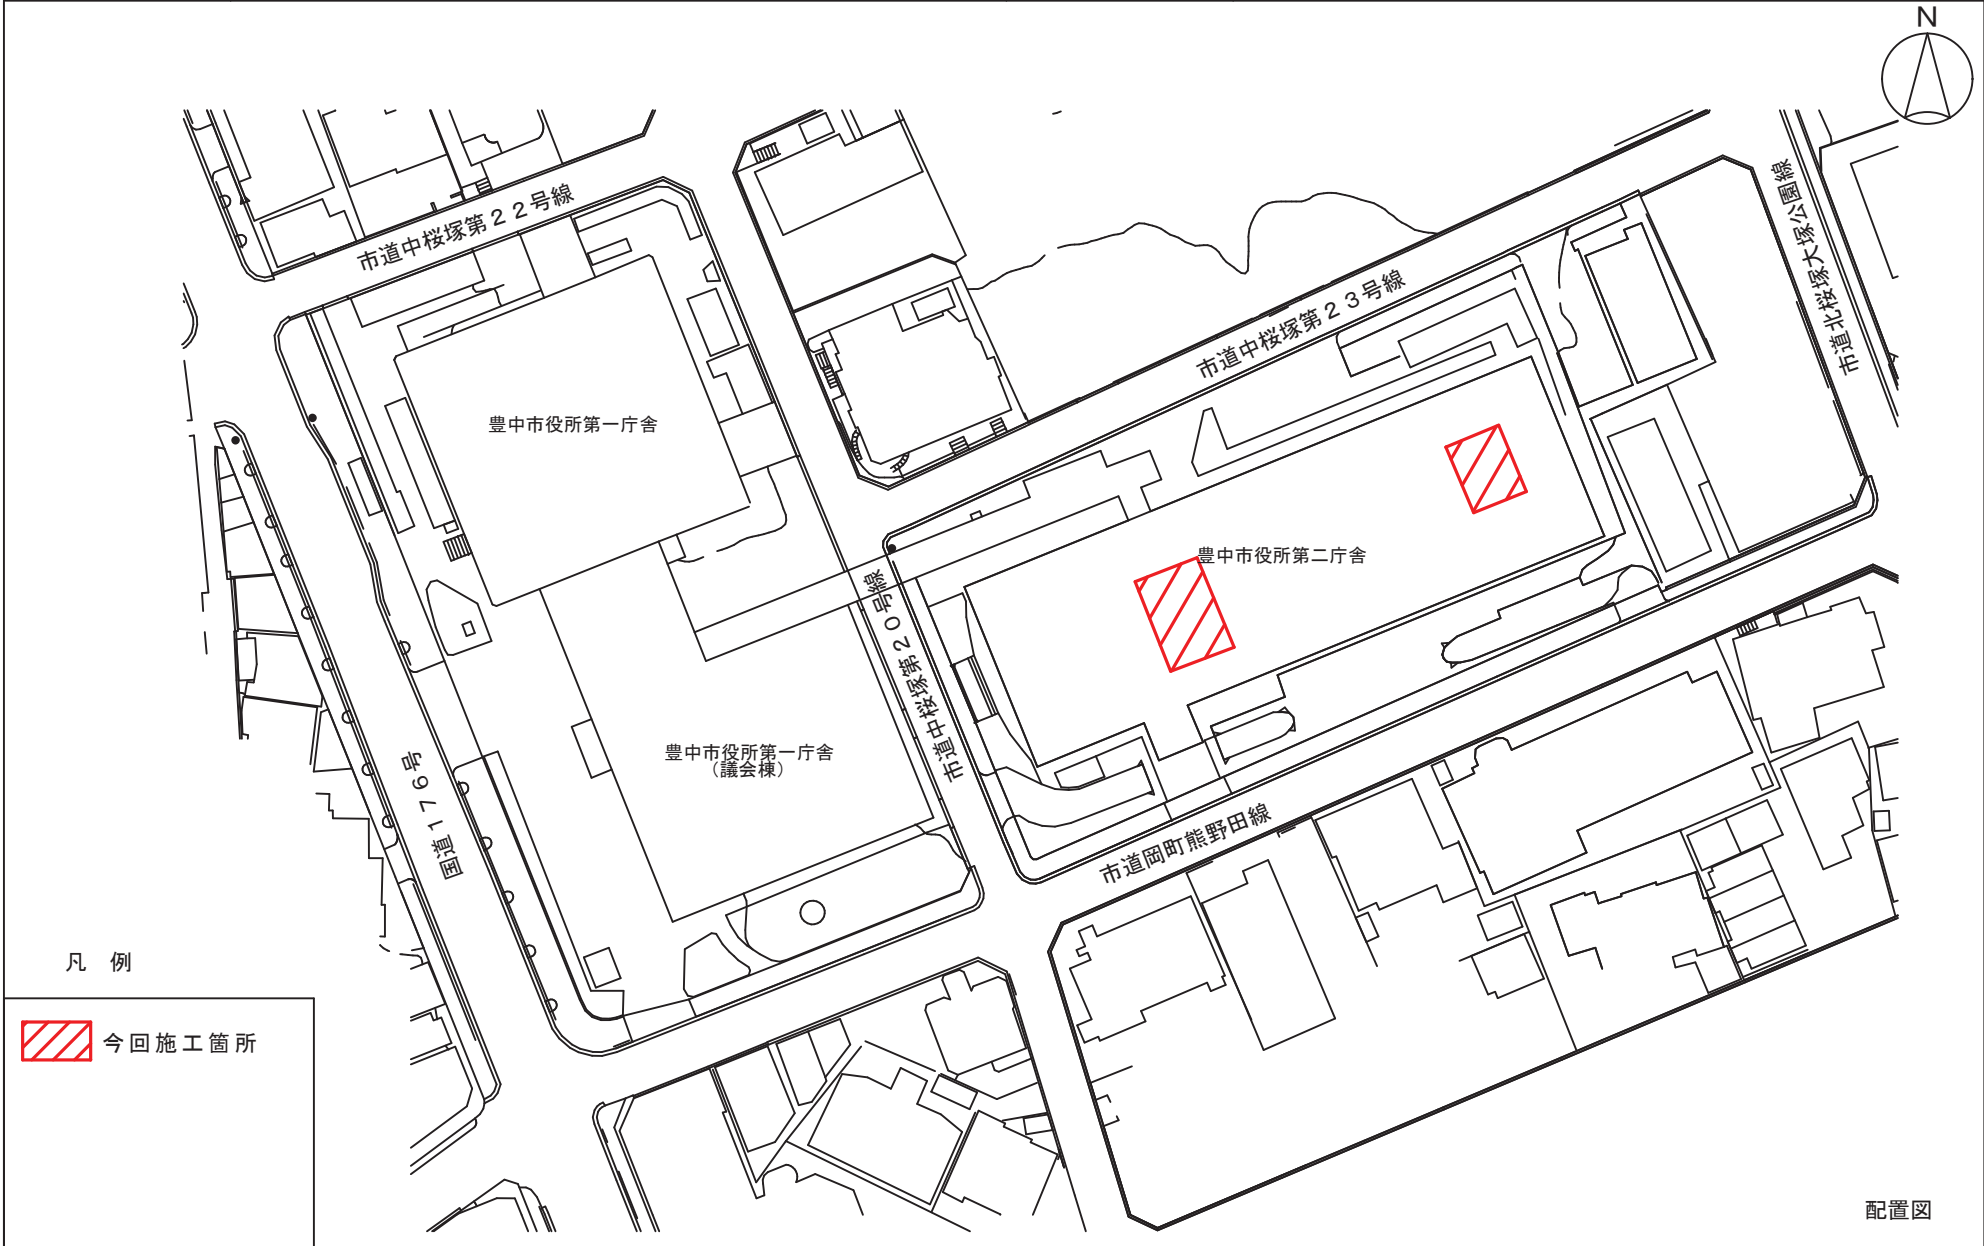 N
市道中桜塚第２２号線
市道北桜塚大塚公園線
市道中桜塚第２３号線
豊中市役所第一庁舎
豊中市役所第二庁舎
市道中桜塚第２０号線
豊中市役所第一庁舎
（議会棟）
国道１７６号
市道岡町熊野田線
凡 例
今回施工箇所
配置図